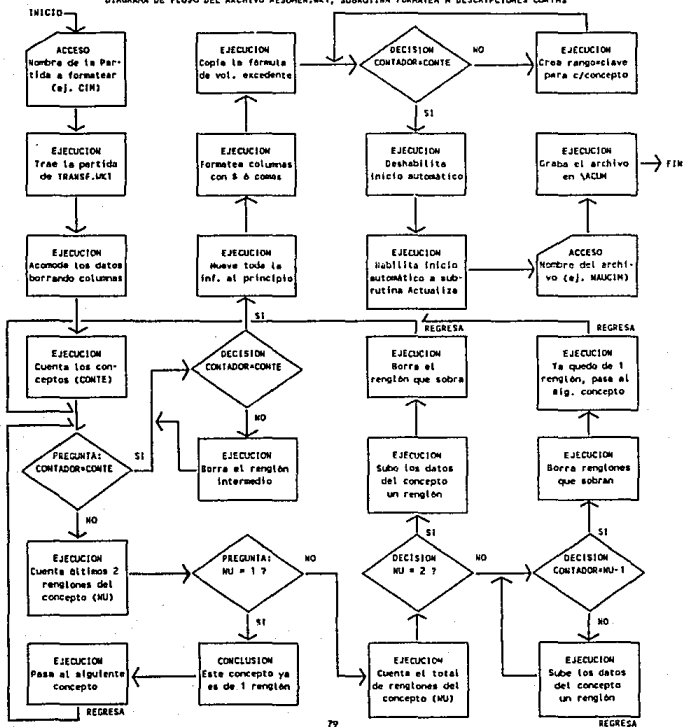 DIAGRAMA DE FLUJO DEL ARCHIVO RESUMEN.WK1, SUBRUTINA FORMATEA A DESCRIPCIONES CORTAS
INICIO
ACCESO
Nombre de la Par-
tida a formatear
(ej. CIM)
EJECUCION
Trae la partida
de TRANSF.WK1
EJECUCION
Acomoda los datos
borrando columnas
EJECUCION
Cuenta los con-
ceptos (CONTE)
PREGUNTA:
CONTADOR=CONTE
SI
NO
EJECUCION
Cuenta últimos 2
renglones del
concepto (NU)
PREGUNTA:
NU = 1 ?
NO
SI
CONCLUSION
Este concepto ya
es de 1 renglón
EJECUCION
Pasa al siguiente
concepto
REGRESA
DECISION
CONTADOR=CONTE
SI
NO
EJECUCION
Borra el renglón
intermedio
EJECUCION
Mueve toda la
inf. al principio
EJECUCION
Formatea columnas
con $ ó comas
EJECUCION
Copia la fórmula
de vol. excedente
DECISION
CONTADOR=CONTE
NO
SI
EJECUCION
Crea rango=clave
para c/concepto
EJECUCION
Deshabilita
inicio automático
EJECUCION
Habilita inicio
automático a sub-
rutina Actualiza
ACCESO
Nombre del archi-
vo (ej. NAUCIM)
EJECUCION
Graba el archivo
en \ACUM
FIN
EJECUCION
Cuenta el total
de renglones del
concepto (NU)
DECISION
NU = 2 ?
NO
SI
EJECUCION
Sube los datos
del concepto
un renglón
EJECUCION
Borra el
renglón que sobra
REGRESA
DECISION
CONTADOR=NU-1
NO
SI
EJECUCION
Sube los datos
del concepto
un renglón
REGRESA
EJECUCION
Borra renglones
que sobran
EJECUCION
Ya quedo de 1
renglón, pasa al
sig. concepto
REGRESA
79